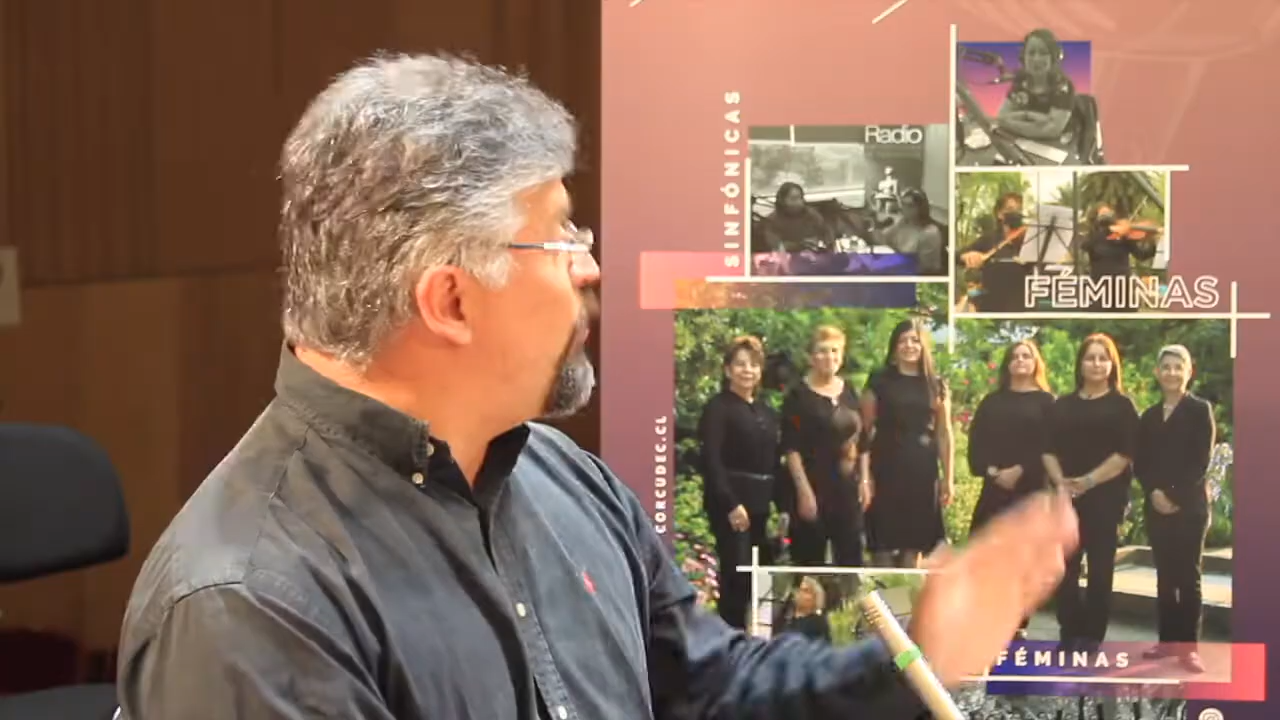 SINFÓNICAS
Radio
FÉMINAS
CORCUDEC.CL
FÉMINAS